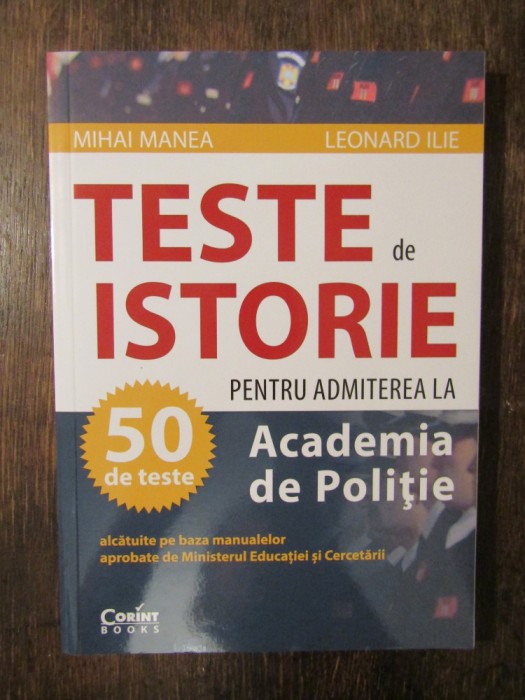 MIHAI MANEA LEONARD ILIE
TESTE de
ISTORIE
PENTRU ADMITEREA LA
50
de teste
Academia
de Poliţie
alcătuite pe baza manualelor
aprobate de Ministerul Educaţiei şi Cercetării
CORINT
BOOKS